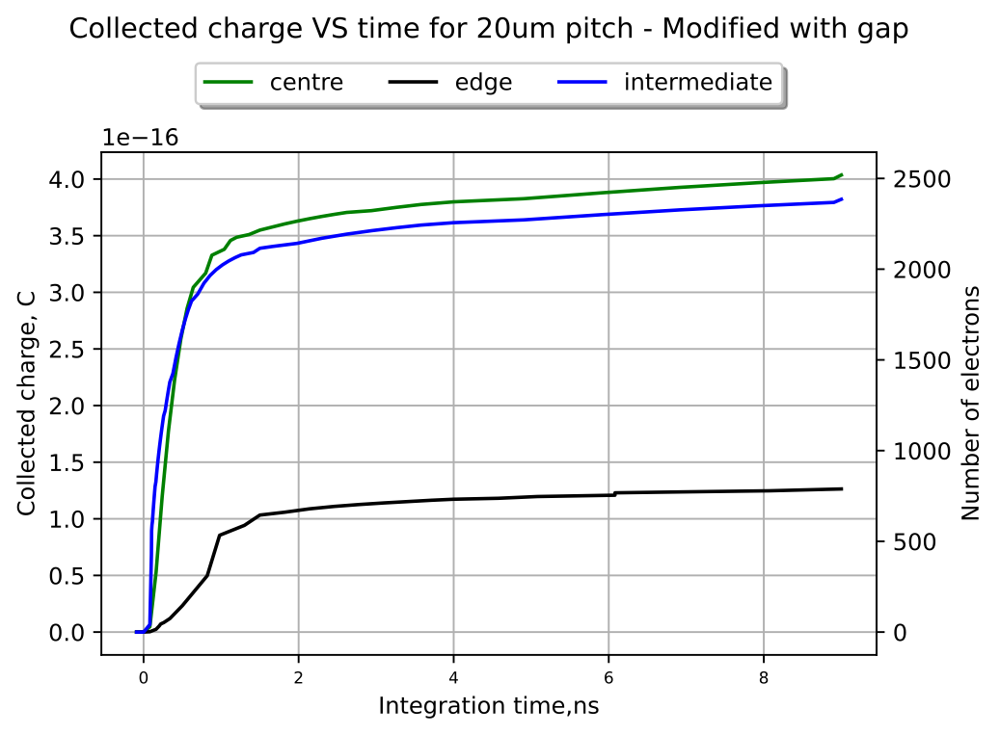 Collected charge VS time for 20um pitch - Modified with gap
centre edge intermediate
1e−16
4.0
3.5
3.0
2.5
2.0
1.5
1.0
0.5
0.0
Collected charge, C
2500
2000
1500
1000
500
0
Number of electrons
0 2 4 6 8
Integration time,ns